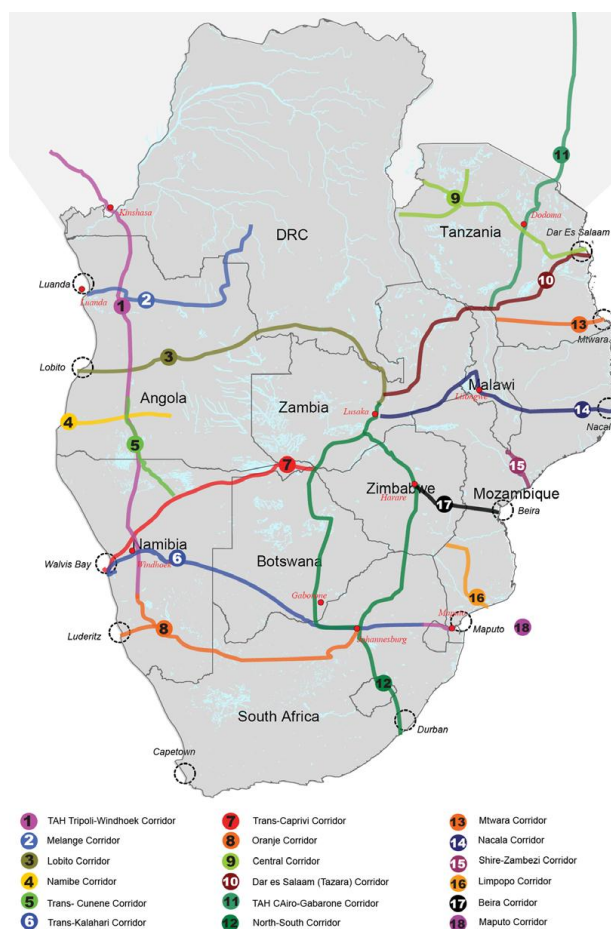 11
Kinshasa
9
Dodoma
DRC
Tanzania
Dar Es Salaam
10
Luanda
Luanda
1
2
13
Mtwara
3
Malawi
Lobito
Angola
Zambia
Lusaka
14
Nacal
4
5
7
15
Zimbabwe
Harare
17
Mozambique
Beira
Namibia
Windhoek
6
Walvis Bay
Botswana
Gaborone
16
Luderitz
8
Johannesburg
Maputo
18
12
South Africa
Durban
Capetown
1 TAH Tripoli-Windhoek Corridor
2 Melange Corridor
3 Lobito Corridor
4 Namibe Corridor
5 Trans- Cunene Corridor
6 Trans-Kalahari Corridor
7 Trans-Caprivi Corridor
8 Oranje Corridor
9 Central Corridor
10 Dar es Salaam (Tazara) Corridor
11 TAH CAiro-Gabarone Corridor
12 North-South Corridor
13 Mtwara Corridor
14 Nacala Corridor
15 Shire-Zambezi Corridor
16 Limpopo Corridor
17 Beira Corridor
18 Maputo Corridor